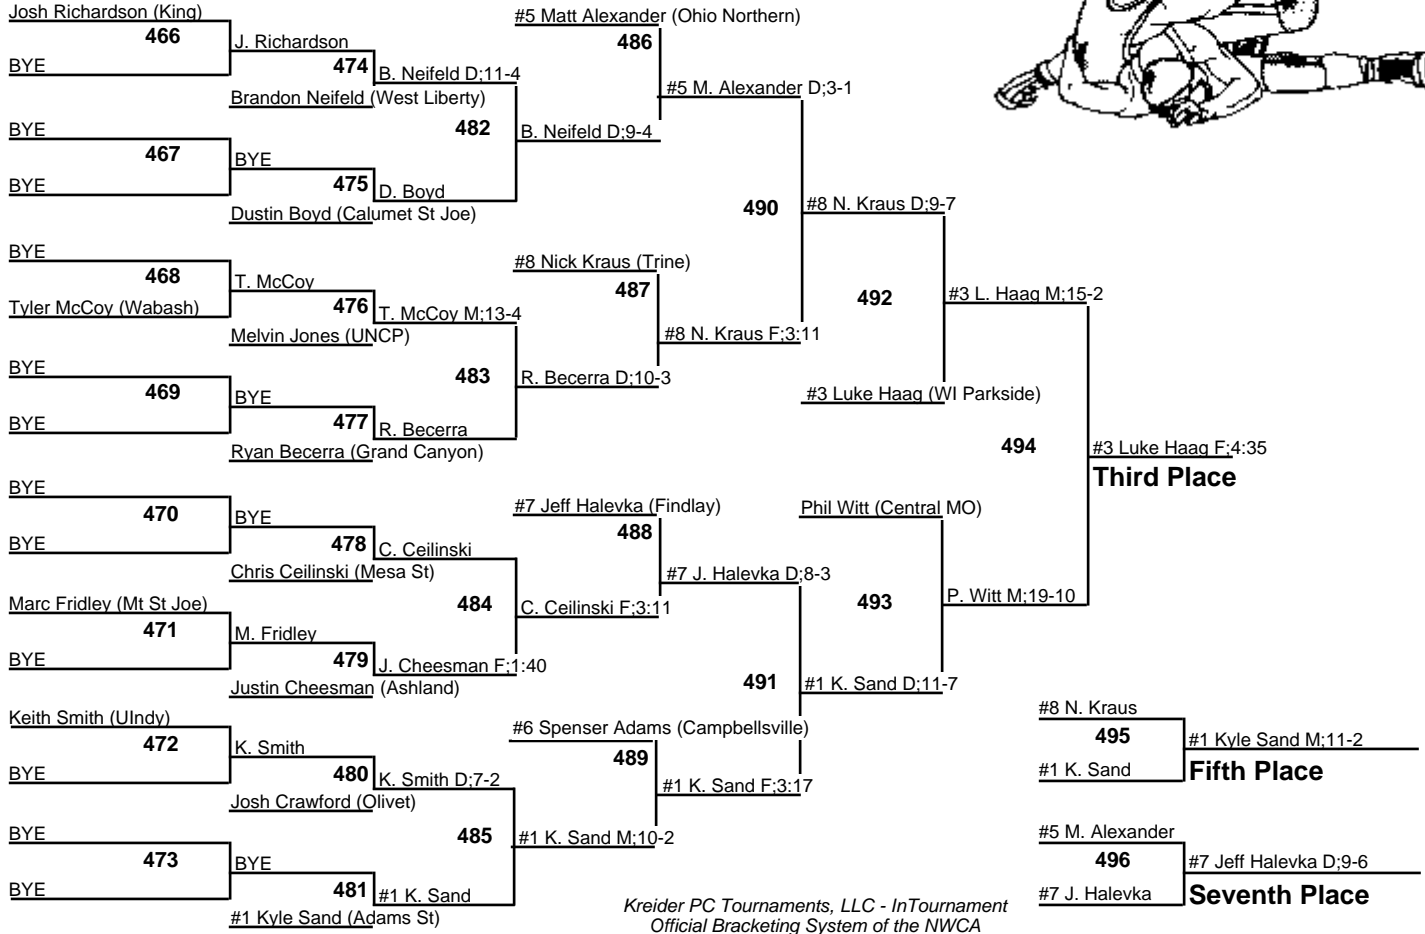 Josh Richardson (King)
466
BYE
J. Richardson
474
Brandon Neifeld (West Liberty)
B. Neifeld D;11-4
482
BYE
467
BYE
BYE
475
Dustin Boyd (Calumet St Joe)
D. Boyd
B. Neifeld D;9-4
#5 Matt Alexander (Ohio Northern)
486
#5 M. Alexander D;3-1
490
BYE
468
Tyler McCoy (Wabash)
T. McCoy
476
Melvin Jones (UNCP)
T. McCoy M;13-4
483
BYE
469
BYE
BYE
477
Ryan Becerra (Grand Canyon)
R. Becerra
R. Becerra D;10-3
#8 Nick Kraus (Trine)
487
#8 N. Kraus F;3:11
#8 N. Kraus D;9-7
492
#3 Luke Haag (WI Parkside)
#3 L. Haag M;15-2
494
#3 Luke Haag F;4:35
Third Place
BYE
470
BYE
BYE
478
Chris Ceilinski (Mesa St)
C. Ceilinski
484
Marc Fridley (Mt St Joe)
471
BYE
M. Fridley
479
Justin Cheesman (Ashland)
J. Cheesman F;1:40
C. Ceilinski F;3:11
#7 Jeff Halevka (Findlay)
488
#7 J. Halevka D;8-3
491
Keith Smith (UIndy)
472
BYE
K. Smith
480
Josh Crawford (Olivet)
K. Smith D;7-2
485
BYE
473
BYE
BYE
481
#1 Kyle Sand (Adams St)
#1 K. Sand
#1 K. Sand M;10-2
#6 Spenser Adams (Campbellsville)
489
#1 K. Sand F;3:17
#1 K. Sand D;11-7
Phil Witt (Central MO)
493
P. Witt M;19-10
#8 N. Kraus
495
#1 K. Sand
#1 Kyle Sand M;11-2
Fifth Place
#5 M. Alexander
496
#7 J. Halevka
#7 Jeff Halevka D;9-6
Seventh Place
Kreider PC Tournaments, LLC - InTournament
Official Bracketing System of the NWCA